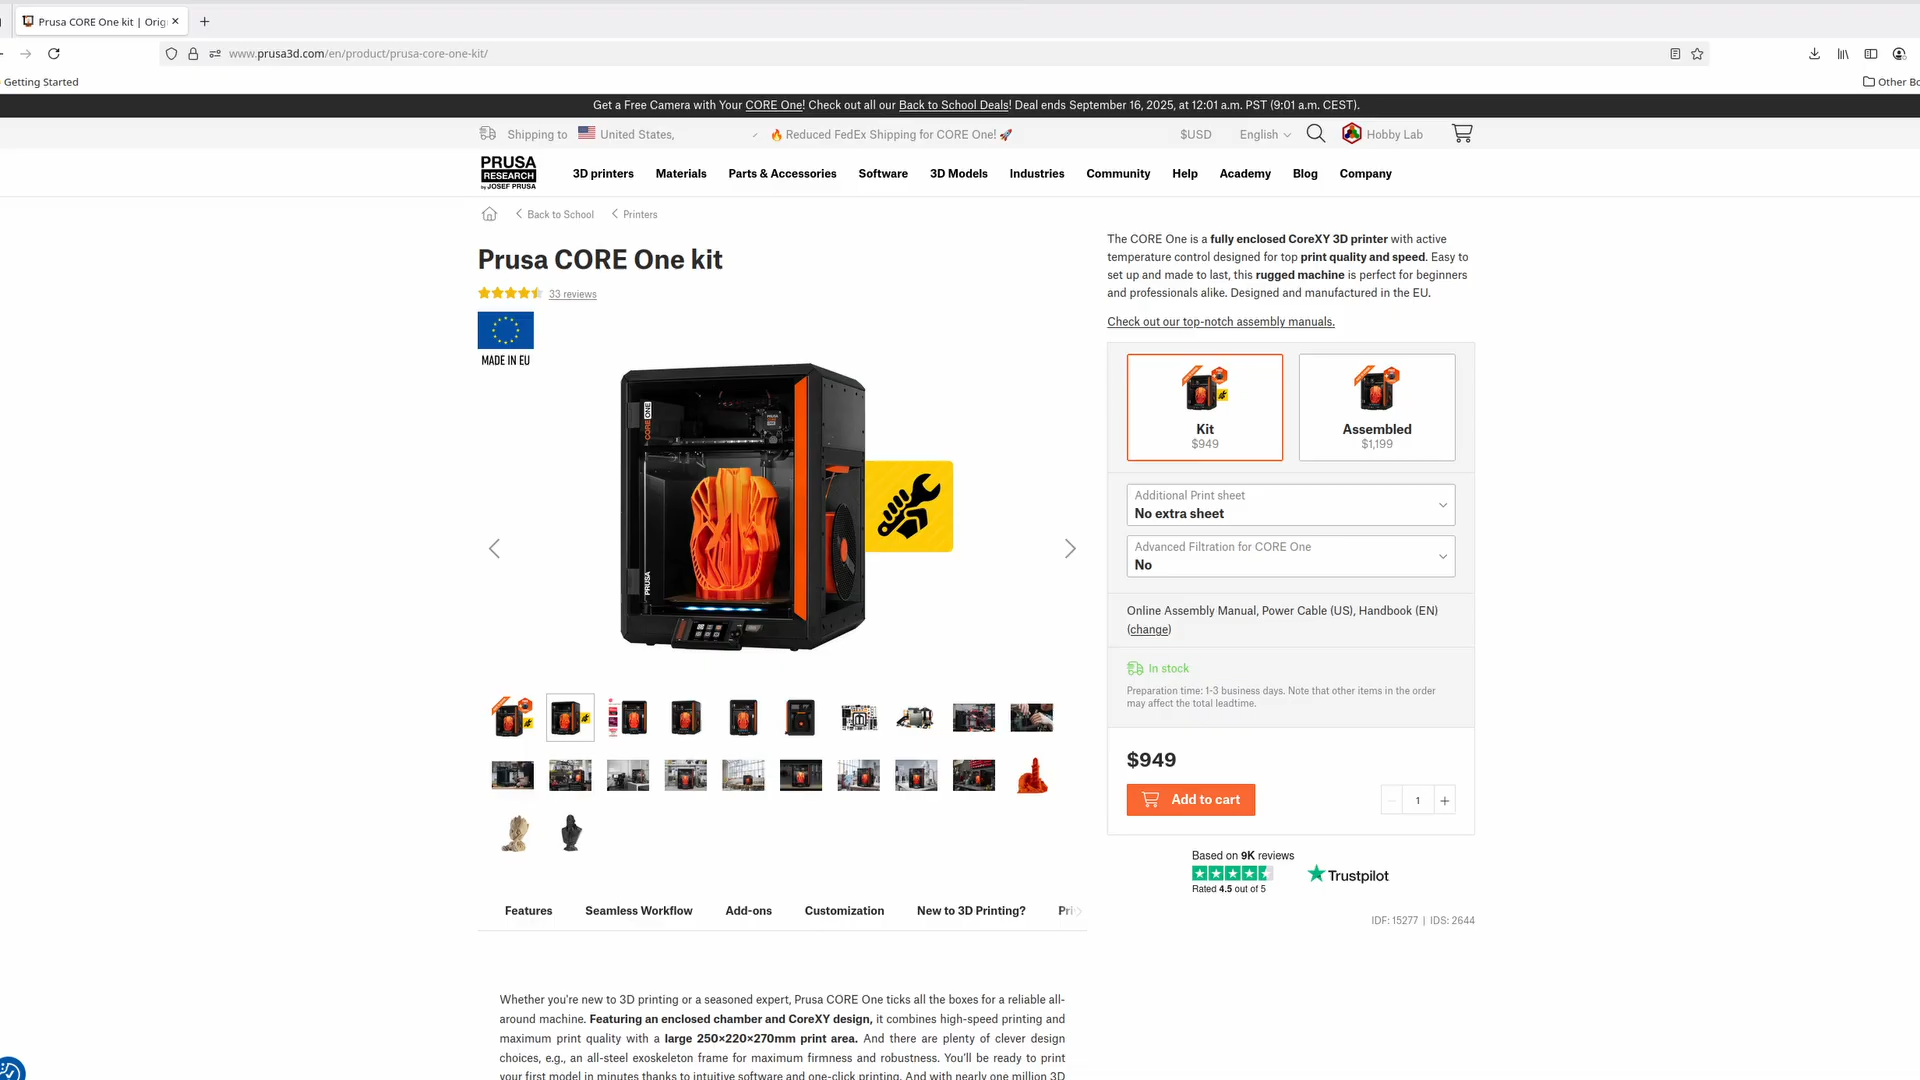 Prusa CORE One kit | Orig
www.prusa3d.com/en/product/prusa-core-one-kit/
Getting Started
Other Bo
Get a Free Camera with Your CORE One! Check out all our Back to School Deals! Deal ends September 16, 2025, at 12:01 a.m. PST (9:01 a.m. CEST).
Shipping to United States,
🔥 Reduced FedEx Shipping for CORE One! 🚀
$USD
English
Hobby Lab
PRUSA
RESEARCH
by JOSEF PRUSA
3D printers
Materials
Parts & Accessories
Software
3D Models
Industries
Community
Help
Academy
Blog
Company
Back to School
Printers
Prusa CORE One kit
33 reviews
MADE IN EU
CORE ONE
PRUSA
The CORE One is a fully enclosed CoreXY 3D printer with active
temperature control designed for top print quality and speed. Easy to
set up and made to last, this rugged machine is perfect for beginners
and professionals alike. Designed and manufactured in the EU.
Check out our top-notch assembly manuals.
Kit
$949
Assembled
$1,199
Additional Print sheet
No extra sheet
Advanced Filtration for CORE One
No
Online Assembly Manual, Power Cable (US), Handbook (EN)
(change)
In stock
Preparation time: 1-3 business days. Note that other items in the order
may affect the total leadtime.
$949
Add to cart
1
Based on 9K reviews
Rated 4.5 out of 5
Trustpilot
IDF: 15277 | IDS: 2644
Features
Seamless Workflow
Add-ons
Customization
New to 3D Printing?
Pri
Whether you're new to 3D printing or a seasoned expert, Prusa CORE One ticks all the boxes for a reliable all-
around machine. Featuring an enclosed chamber and CoreXY design, it combines high-speed printing and
maximum print quality with a large 250×220×270mm print area. And there are plenty of clever design
choices, e.g., an all-steel exoskeleton frame for maximum firmness and robustness. You'll be ready to print
your first model in minutes thanks to intuitive software and one-click printing. And with nearly one million 3D